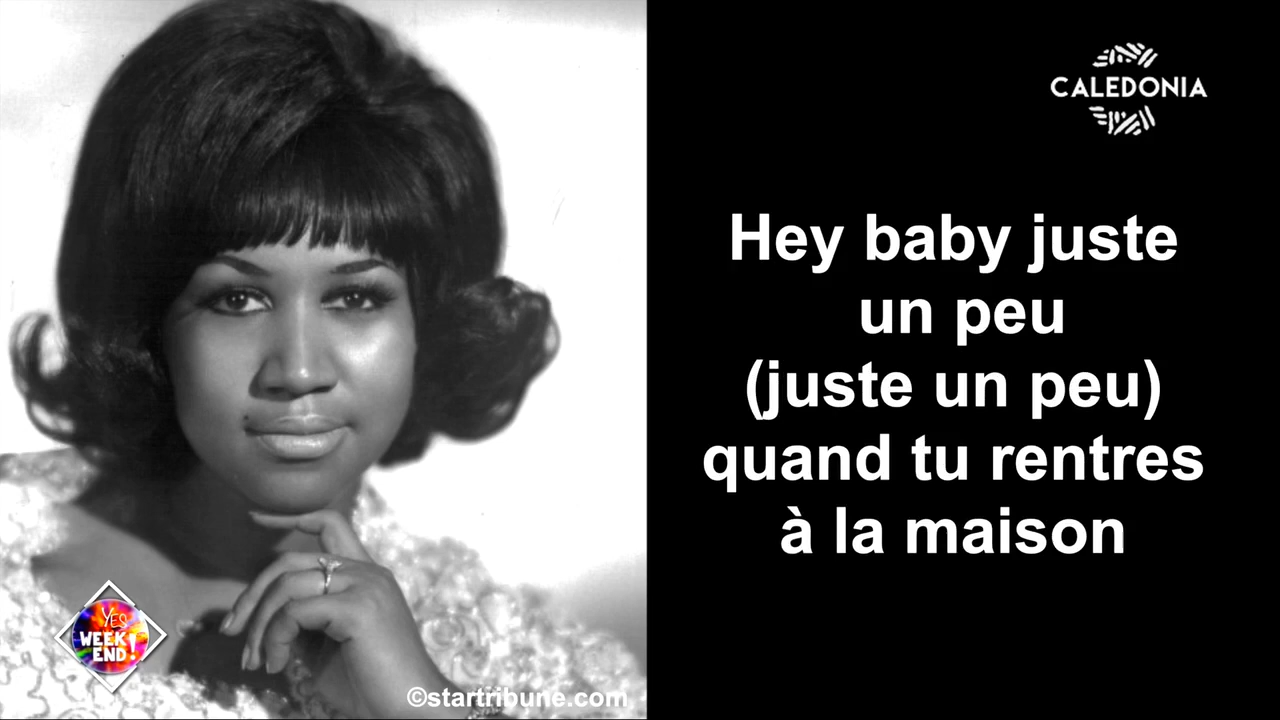 CALEDONIA
Hey baby juste
un peu
(juste un peu)
quand tu rentres
à la maison
YES
WEEK
END!
©startribune.com